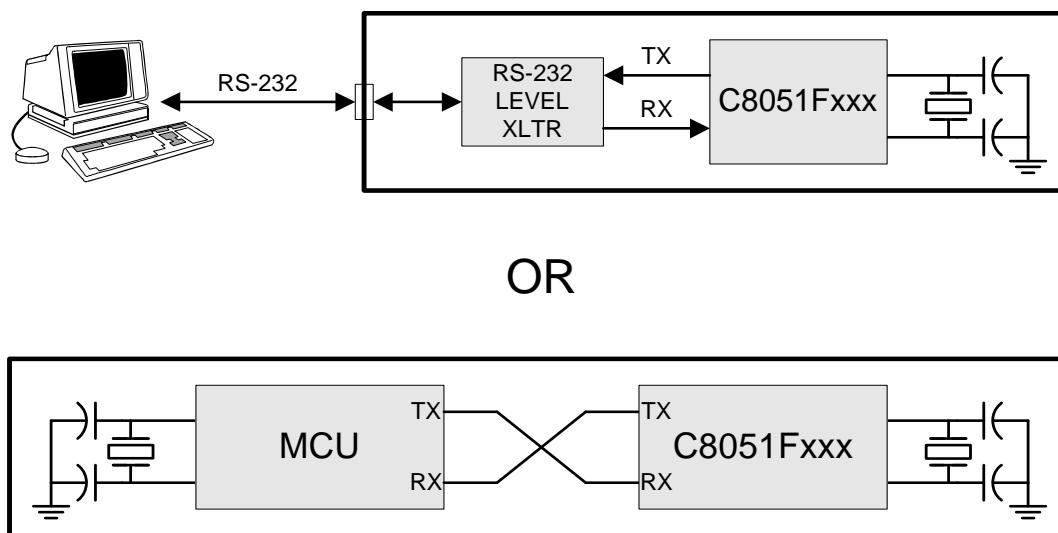 RS-232
RS-232
LEVEL
XLTR
TX
RX
C8051Fxxx
OR
MCU
TX
RX
TX
RX
C8051Fxxx